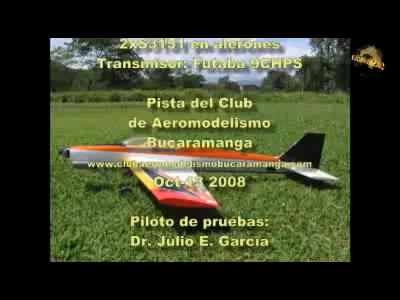 2xS3151 en alerones
Transmisor: Futaba 9CHPS
Pista del Club
de Aeromodelismo
Bucaramanga
www.clubaeromodelismobucaramanga.com
Oct 13 2008
Piloto de pruebas:
Dr. Julio E. García